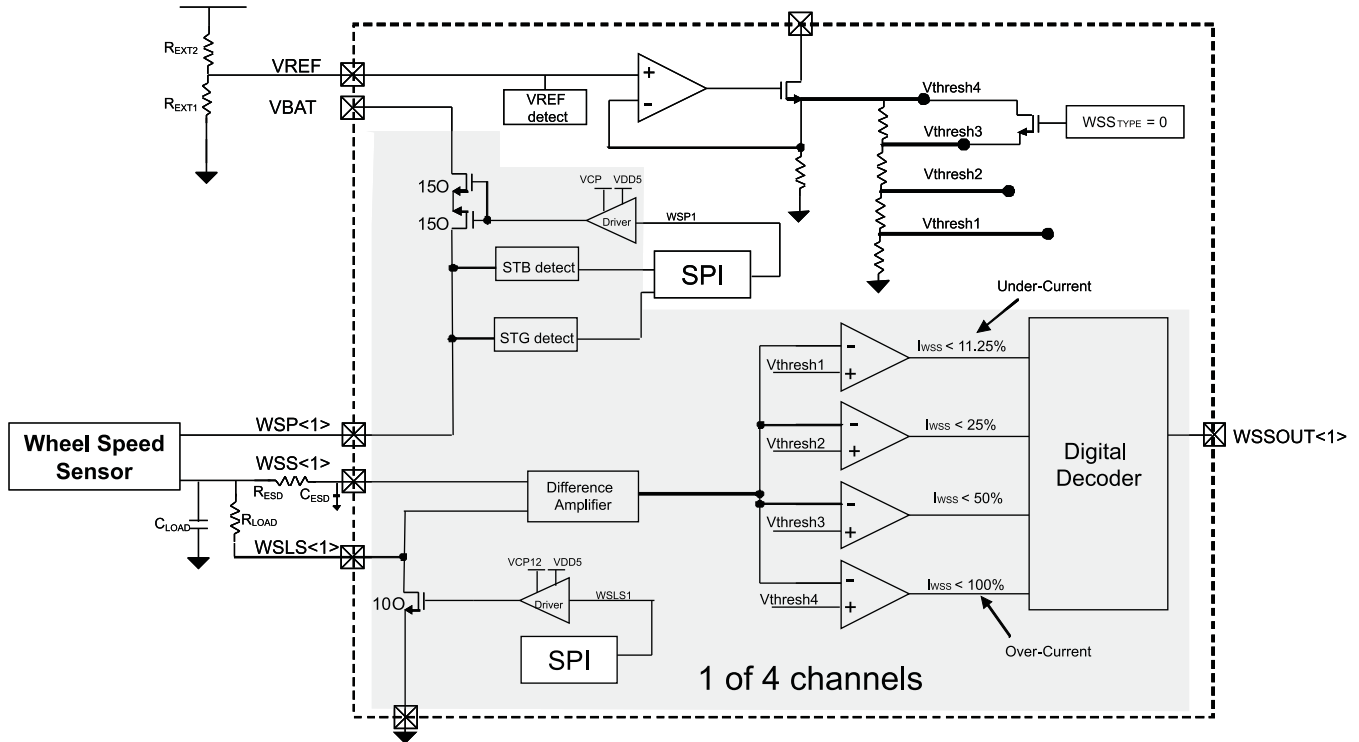 REXT2
VREF
REXT1
VBAT
VREF
detect
+
-
Vthresh4
Vthresh3
WSSTYPE = 0
Vthresh2
Vthresh1
15O
15O
VCP
VDD5
Driver
WSP1
STB detect
SPI
STG detect
Under-Current
-
+
Vthresh1
IWSS < 11.25%
-
+
Vthresh2
IWSS < 25%
-
+
Vthresh3
IWSS < 50%
-
+
Vthresh4
IWSS < 100%
Over-Current
Digital
Decoder
WSSOUT<1>
Wheel Speed
Sensor
WSP<1>
WSS<1>
RESD
CESD
CLOAD
RLOAD
WSLS<1>
Difference
Amplifier
10O
VCP12
VDD5
Driver
WSLS1
SPI
1 of 4 channels